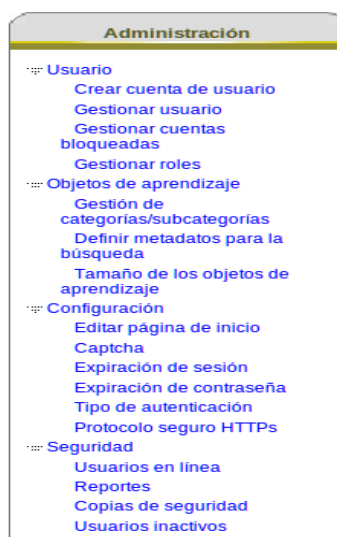 Administración
Usuario
Crear cuenta de usuario
Gestionar usuario
Gestionar cuentas
bloqueadas
Gestionar roles
Objetos de aprendizaje
Gestión de
categorías/subcategorías
Definir metadatos para la
búsqueda
Tamaño de los objetos de
aprendizaje
Configuración
Editar página de inicio
Captcha
Expiración de sesión
Expiración de contraseña
Tipo de autenticación
Protocolo seguro HTTPs
Seguridad
Usuarios en línea
Reportes
Copias de seguridad
Usuarios inactivos